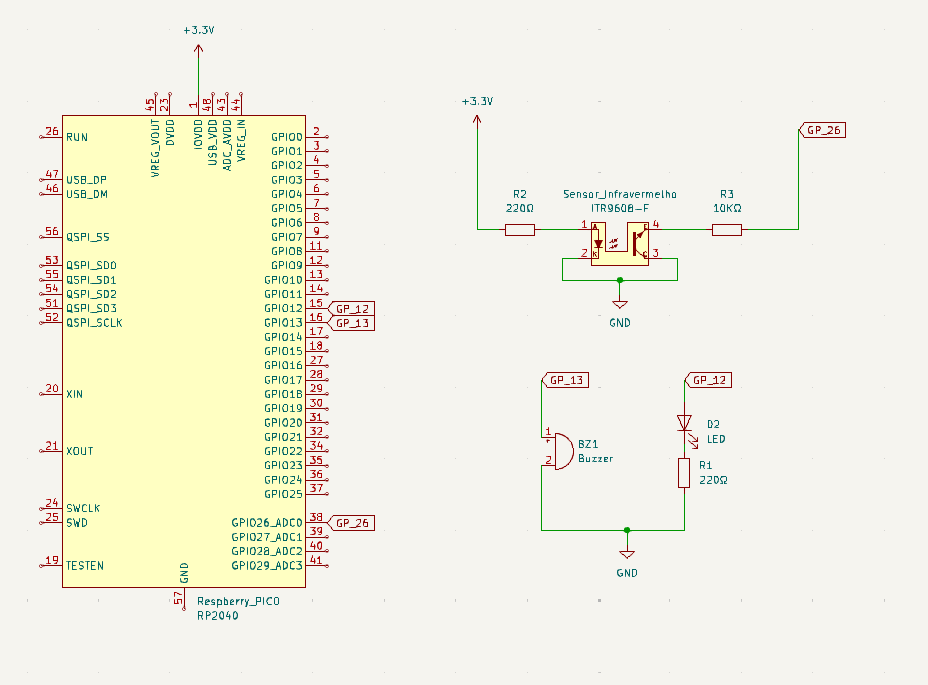 +3.3V
45
23
1
48
43
44
VREG_VOUT
DVDD
IOVDD
USB_VDD
ADC_AVDD
VREG_IN
26 RUN
47 USB_DP
46 USB_DM
56 QSPI_SS
53 QSPI_SD0
55 QSPI_SD1
54 QSPI_SD2
51 QSPI_SD3
52 QSPI_SCLK
20 XIN
21 XOUT
24 SWCLK
25 SWD
19 TESTEN
GPIO0 2
GPIO1 3
GPIO2 4
GPIO3 5
GPIO4 6
GPIO5 7
GPIO6 8
GPIO7 9
GPIO8 11
GPIO9 12
GPIO10 13
GPIO11 14
GPIO12 15 GP_12
GPIO13 16 GP_13
GPIO14 17
GPIO15 18
GPIO16 27
GPIO17 28
GPIO18 29
GPIO19 30
GPIO20 31
GPIO21 32
GPIO22 34
GPIO23 35
GPIO24 36
GPIO25 37
GPIO26_ADC0 38 GP_26
GPIO27_ADC1 39
GPIO28_ADC2 40
GPIO29_ADC3 41
GND
57
Respberry_PICO
RP2040
+3.3V
GP_26
R2
220Ω
Sensor_Infravermelho
ITR9608-F
R3
10KΩ
1 A
2 K
E 4
C 3
GND
GP_13
1
+
2
BZ1
Buzzer
GP_12
D2
LED
R1
220Ω
GND